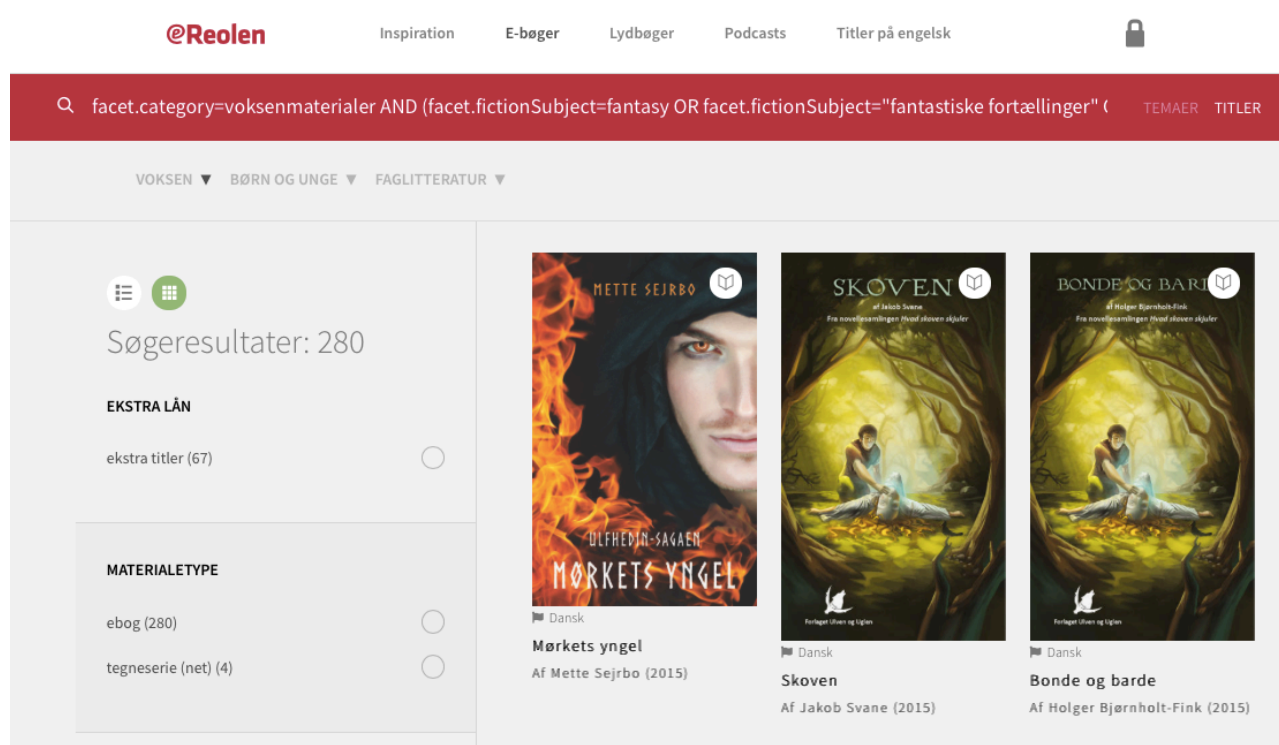 @Reolen
Inspiration E-bøger Lydbøger Podcasts Titler på engelsk
facet.category=voksenmaterialer AND (facet.fictionSubject=fantasy OR facet.fictionSubject="fantastiske fortællinger" TEMAER TITLER
VOKSEN ▼ BØRN OG UNGE ▼ FAGLITTERATUR ▼
Søgeresultater: 280
EKSTRA LÅN
ekstra titler (67)
MATERIALETYPE
ebog (280)
tegneserie (net) (4)
METTE SEJRBO
ULFHEDIN-SAGAEN
MØRKETS YNGEL
Dansk
Mørkets yngel
Af Mette Sejrbo (2015)
SKOVEN
af Jakob Svane
Fra novellesamlingen Hvad skoven skjuler
Forlaget Ulven og Uglen
Dansk
Skoven
Af Jakob Svane (2015)
BONDE OG BARD
af Holger Bjørnholt-Fink
Fra novellesamlingen Hvad skoven skjuler
Forlaget Ulven og Uglen
Dansk
Bonde og barde
Af Holger Bjørnholt-Fink (2015)